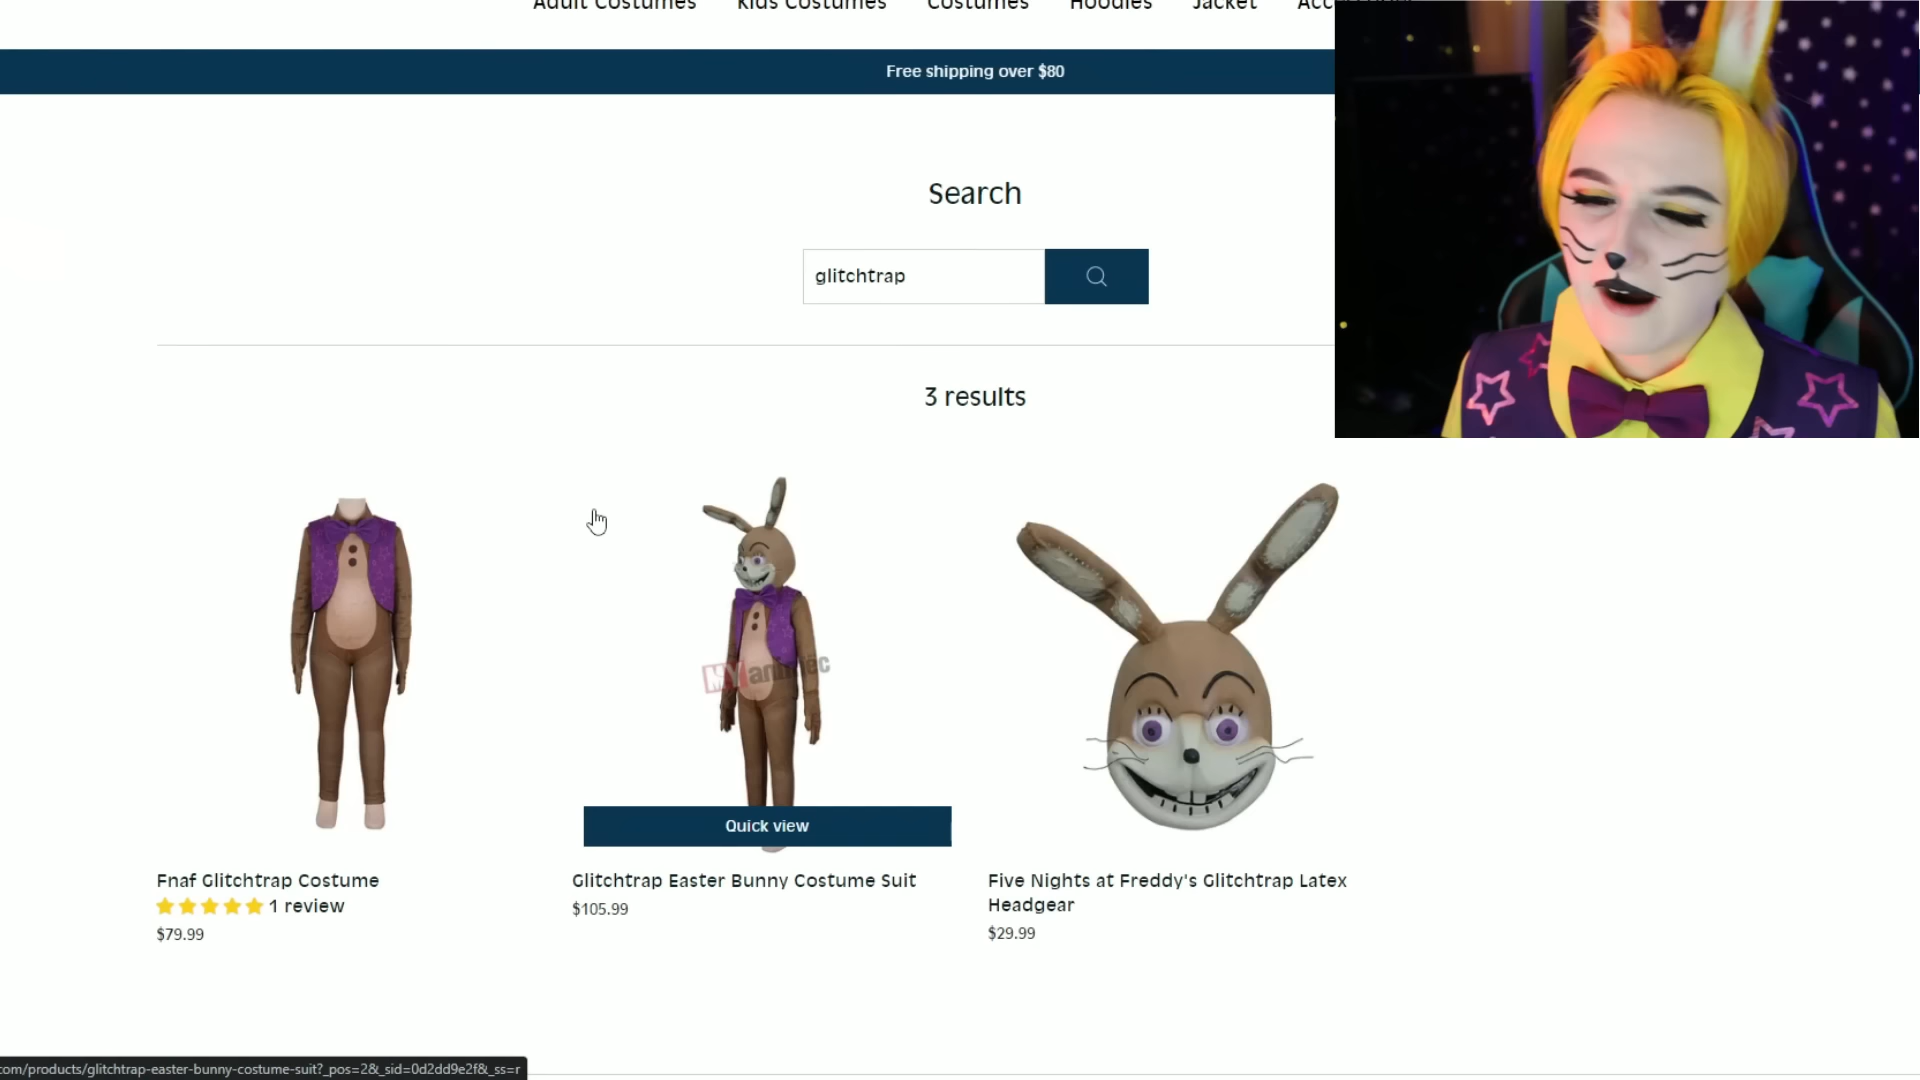 Adult Costumes Kids Costumes Costumes Hoodies Jacket
Free shipping over $80
Search
glitchtrap
3 results
MYanimec
Quick view
Fnaf Glitchtrap Costume
1 review
$79.99
Glitchtrap Easter Bunny Costume Suit
$105.99
Five Nights at Freddy's Glitchtrap Latex
Headgear
$29.99
com/products/glitchtrap-easter-bunny-costume-suit?_pos=2&_sid=0d2dd9e2f&_ss=r